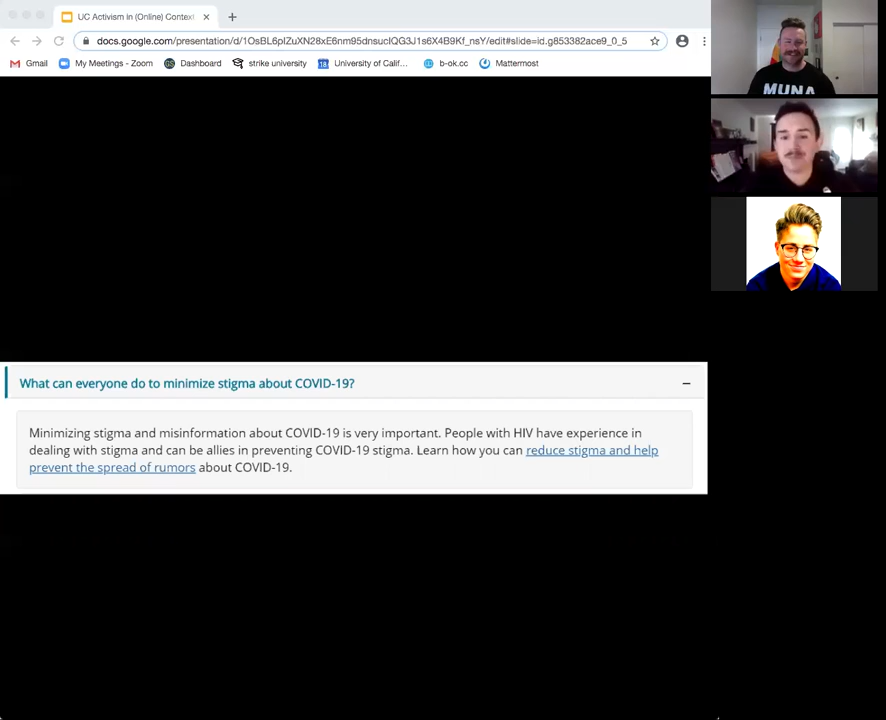 UC Activism In (Online) Context
docs.google.com/presentation/d/1OsBL6pIZuXN28xE6nm95dnsucIQG3J1s6X4B9Kf_nsY/edit#slide=id.g853382ace9_0_5
Gmail My Meetings - Zoom Dashboard strike university University of Calif... b-ok.cc Mattermost
MUNA
What can everyone do to minimize stigma about COVID-19?
Minimizing stigma and misinformation about COVID-19 is very important. People with HIV have experience in
dealing with stigma and can be allies in preventing COVID-19 stigma. Learn how you can reduce stigma and help
prevent the spread of rumors about COVID-19.